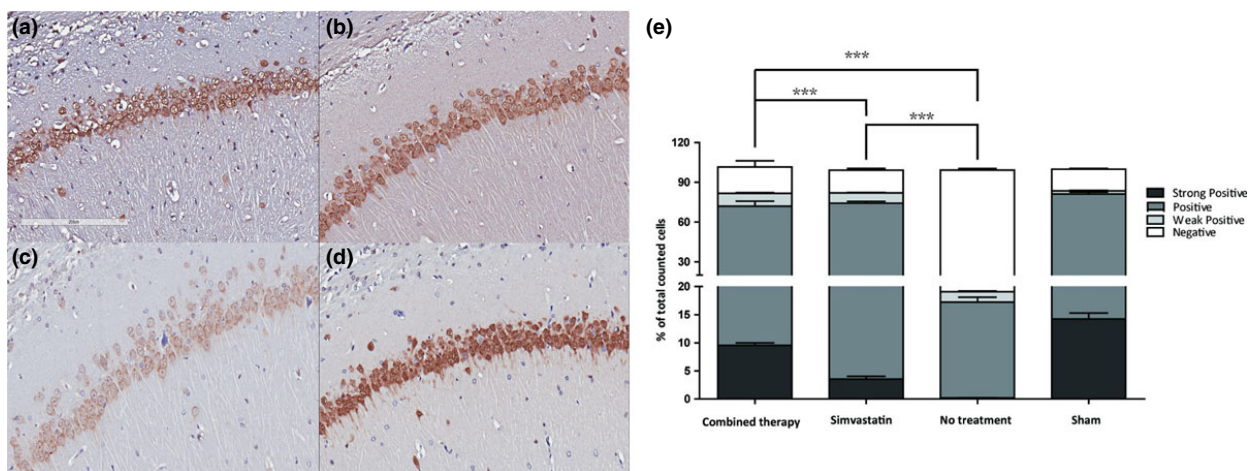 (a)
(b)
(c)
(d)
(e)
***
***
***
% of total counted cells
120
90
60
30
20
15
10
5
0
Combined therapy
Simvastatin
No treatment
Sham
Strong Positive
Positive
Weak Positive
Negative